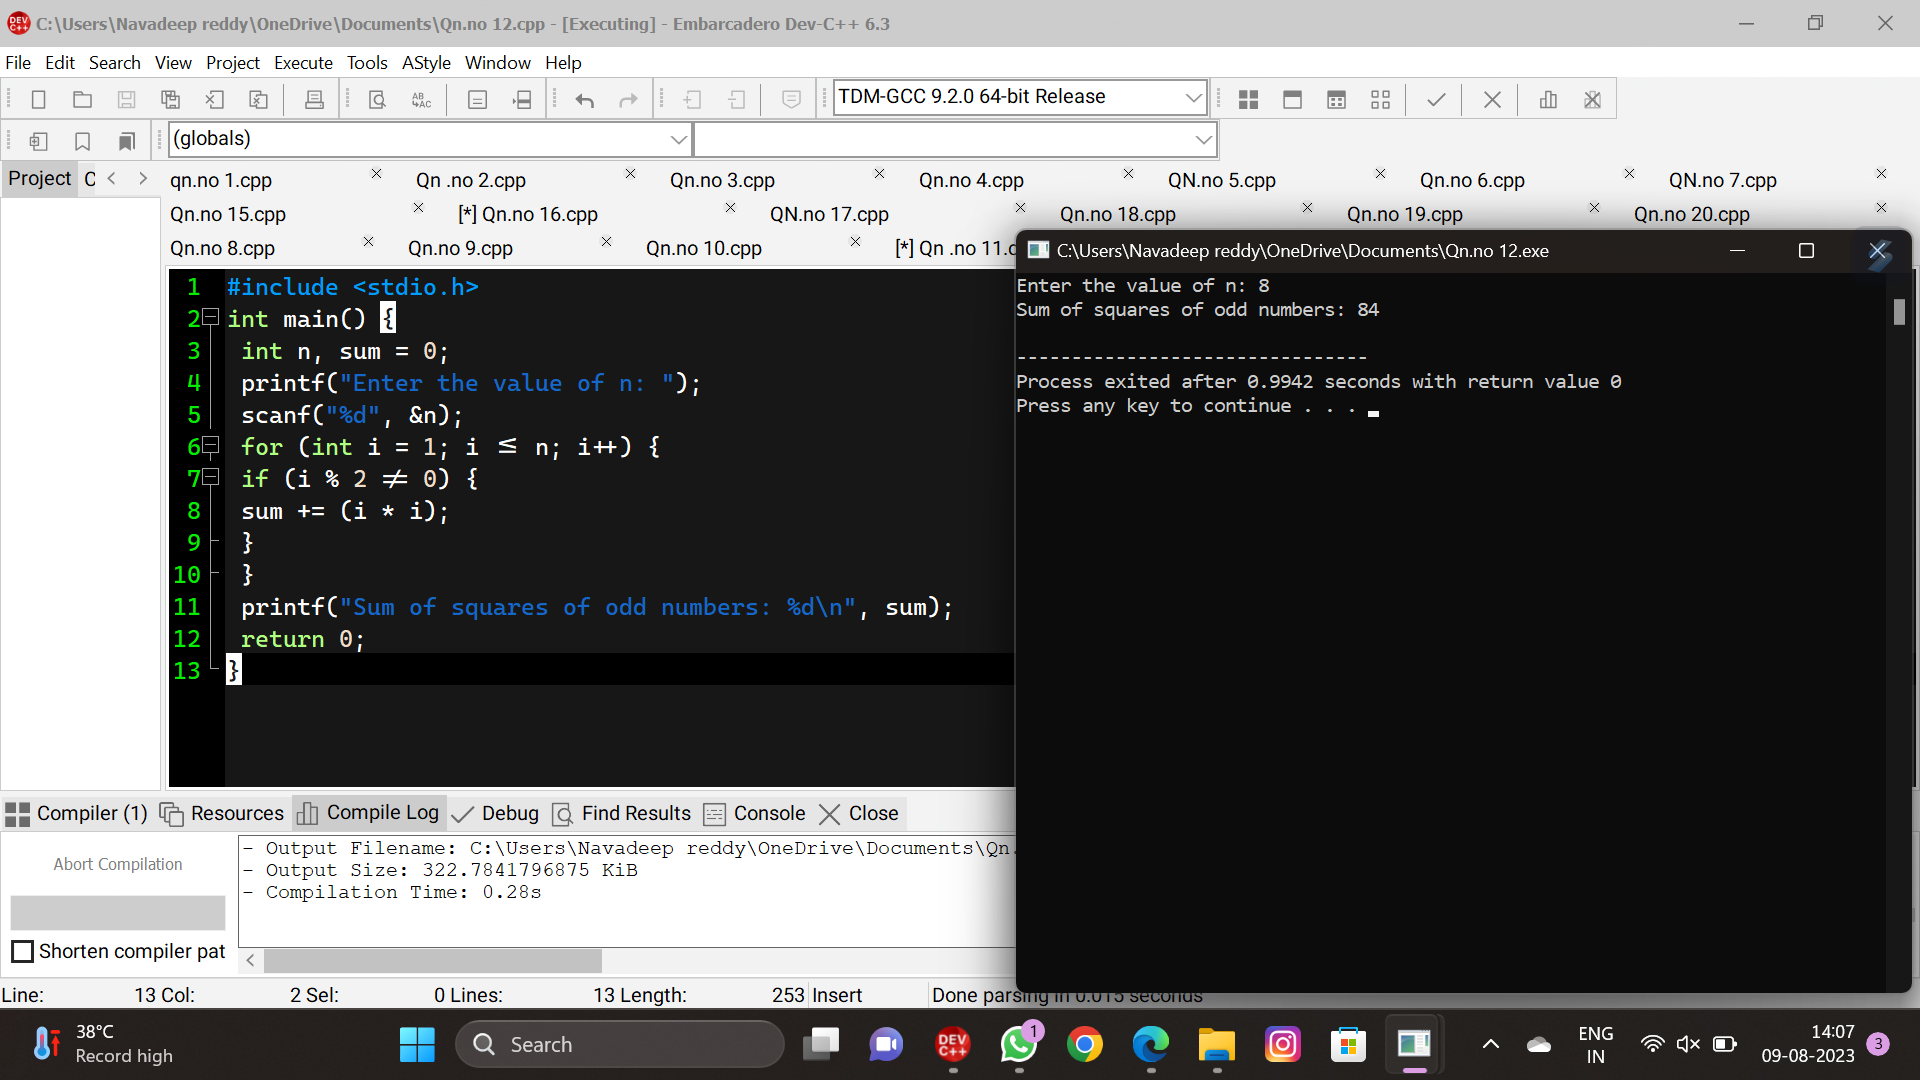 C:\Users\Navadeep reddy\OneDrive\Documents\Qn.no 12.cpp - [Executing] - Embarcadero Dev-C++ 6.3
File Edit Search View Project Execute Tools AStyle Window Help
TDM-GCC 9.2.0 64-bit Release
(globals)
Project
qn.no 1.cpp Qn .no 2.cpp Qn.no 3.cpp Qn.no 4.cpp QN.no 5.cpp Qn.no 6.cpp QN.no 7.cpp
Qn.no 15.cpp [*] Qn.no 16.cpp QN.no 17.cpp Qn.no 18.cpp Qn.no 19.cpp Qn.no 20.cpp
Qn.no 8.cpp Qn.no 9.cpp Qn.no 10.cpp [*] Qn .no 11.c
1 #include <stdio.h>
2 int main() {
3 int n, sum = 0;
4 printf("Enter the value of n: ");
5 scanf("%d", &n);
6 for (int i = 1; i ≤ n; i++) {
7 if (i % 2 ≠ 0) {
8 sum += (i * i);
9 }
10 }
11 printf("Sum of squares of odd numbers: %d\n", sum);
12 return 0;
13 }
C:\Users\Navadeep reddy\OneDrive\Documents\Qn.no 12.exe
Enter the value of n: 8
Sum of squares of odd numbers: 84
--------------------------------
Process exited after 0.9942 seconds with return value 0
Press any key to continue . . .
Compiler (1) Resources Compile Log Debug Find Results Console Close
Abort Compilation
Shorten compiler pat
- Output Filename: C:\Users\Navadeep reddy\OneDrive\Documents\Qn.
- Output Size: 322.7841796875 KiB
- Compilation Time: 0.28s
Line: 13 Col: 2 Sel: 0 Lines: 13 Length: 253 Insert Done parsing in 0.015 seconds
38°C
Record high
Search
DEV C++
1
ENG
IN
14:07
09-08-2023
3